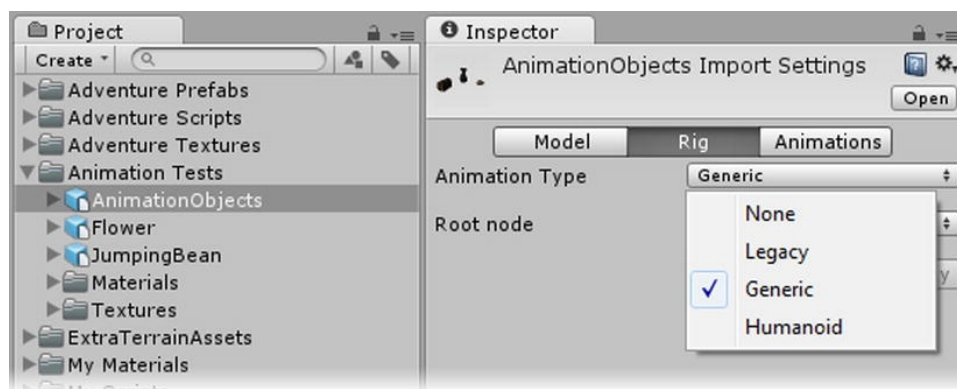 Project
Create
Adventure Prefabs
Adventure Scripts
Adventure Textures
Animation Tests
AnimationObjects
Flower
JumpingBean
Materials
Textures
ExtraTerrainAssets
My Materials
Inspector
AnimationObjects Import Settings
Open
Model Rig Animations
Animation Type Generic
Root node
None
Legacy
Generic
Humanoid